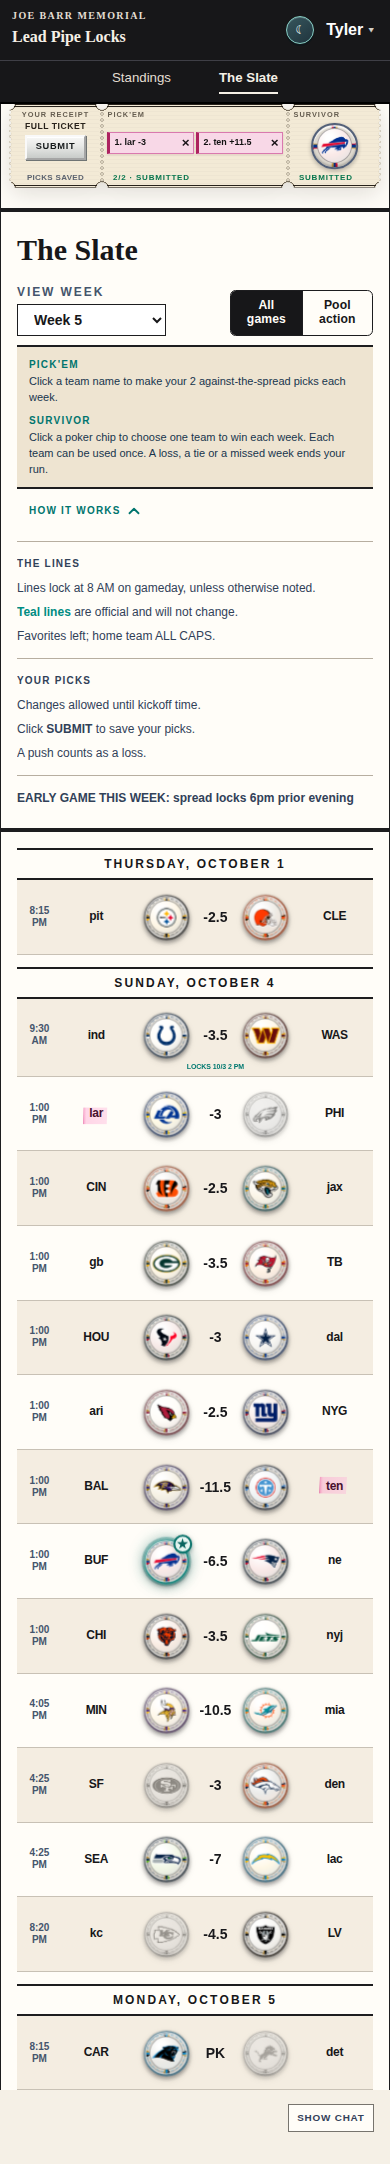 JOE BARR MEMORIAL
Lead Pipe Locks
Tyler
Standings
The Slate
YOUR RECEIPT
FULL TICKET
SUBMIT
PICKS SAVED
PICK'EM
1. lar -3 ×
2. ten +11.5 ×
2/2 · SUBMITTED
SURVIVOR
SUBMITTED
The Slate
VIEW WEEK
Week 5
All games
Pool action
PICK'EM
Click a team name to make your 2 against-the-spread picks each
week.
SURVIVOR
Click a poker chip to choose one team to win each week. Each
team can be used once. A loss, a tie or a missed week ends your
run.
HOW IT WORKS
THE LINES
Lines lock at 8 AM on gameday, unless otherwise noted.
Teal lines are official and will not change.
Favorites left; home team ALL CAPS.
YOUR PICKS
Changes allowed until kickoff time.
Click SUBMIT to save your picks.
A push counts as a loss.
EARLY GAME THIS WEEK: spread locks 6pm prior evening
THURSDAY, OCTOBER 1
8:15 PM pit -2.5 CLE
SUNDAY, OCTOBER 4
9:30 AM ind -3.5 WAS
LOCKS 10/3 2 PM
1:00 PM lar -3 PHI
1:00 PM CIN -2.5 jax
1:00 PM gb -3.5 TB
1:00 PM HOU -3 dal
1:00 PM ari -2.5 NYG
1:00 PM BAL -11.5 ten
1:00 PM BUF -6.5 ne
1:00 PM CHI -3.5 nyj
4:05 PM MIN -10.5 mia
4:25 PM SF -3 den
4:25 PM SEA -7 lac
8:20 PM kc -4.5 LV
MONDAY, OCTOBER 5
8:15 PM CAR PK det
SHOW CHAT